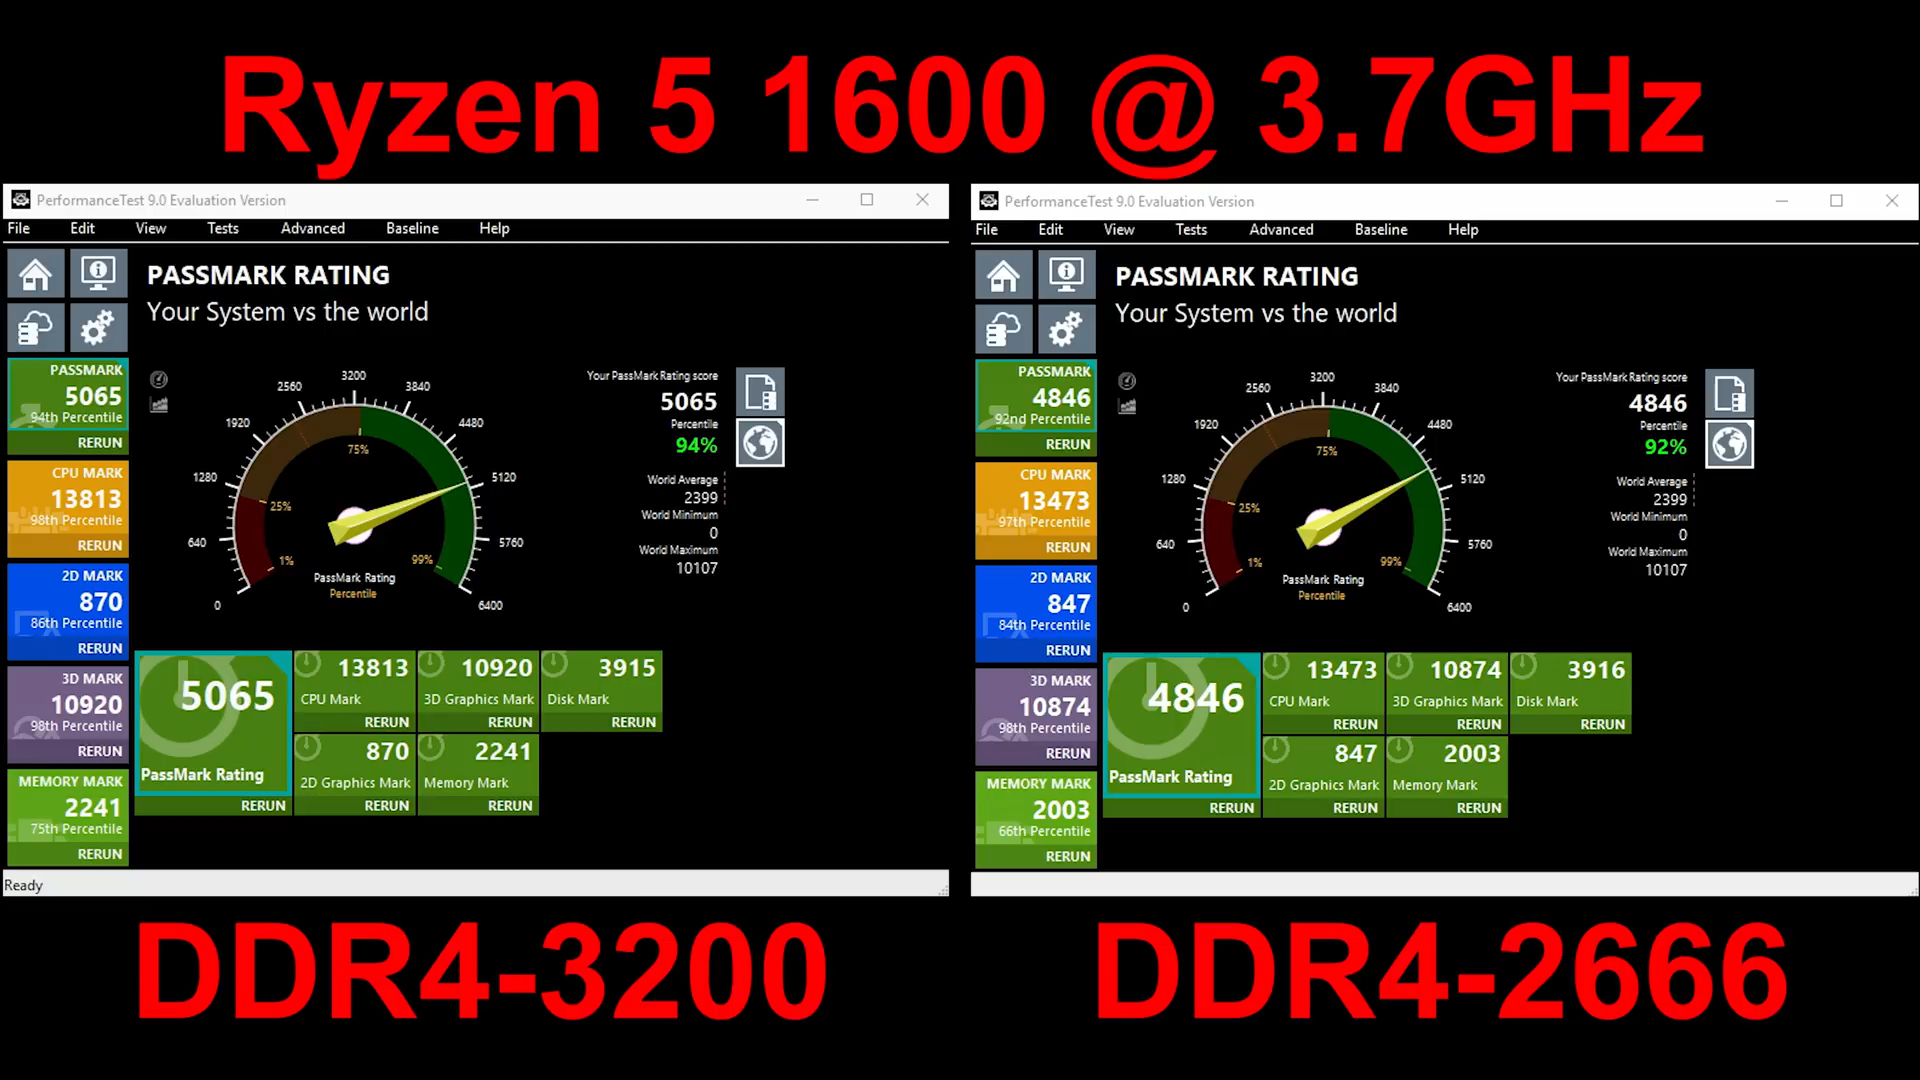 Ryzen 5 1600 @ 3.7GHz
PerformanceTest 9.0 Evaluation Version
File Edit View Tests Advanced Baseline Help
PASSMARK RATING
Your System vs the world
PASSMARK
5065
94th Percentile
RERUN
CPU MARK
13813
98th Percentile
RERUN
2D MARK
870
86th Percentile
RERUN
3D MARK
10920
98th Percentile
RERUN
MEMORY MARK
2241
75th Percentile
RERUN
0
640
1280
1920
2560
3200
3840
4480
5120
5760
6400
1%
25%
75%
99%
PassMark Rating
Percentile
Your PassMark Rating score
5065
Percentile
94%
World Average
2399
World Minimum
0
World Maximum
10107
5065
PassMark Rating
RERUN
13813
CPU Mark
RERUN
10920
3D Graphics Mark
RERUN
3915
Disk Mark
RERUN
870
2D Graphics Mark
RERUN
2241
Memory Mark
RERUN
Ready
PerformanceTest 9.0 Evaluation Version
File Edit View Tests Advanced Baseline Help
PASSMARK RATING
Your System vs the world
PASSMARK
4846
92nd Percentile
RERUN
CPU MARK
13473
97th Percentile
RERUN
2D MARK
847
84th Percentile
RERUN
3D MARK
10874
98th Percentile
RERUN
MEMORY MARK
2003
66th Percentile
RERUN
0
640
1280
1920
2560
3200
3840
4480
5120
5760
6400
1%
25%
75%
99%
PassMark Rating
Percentile
Your PassMark Rating score
4846
Percentile
92%
World Average
2399
World Minimum
0
World Maximum
10107
4846
PassMark Rating
RERUN
13473
CPU Mark
RERUN
10874
3D Graphics Mark
RERUN
3916
Disk Mark
RERUN
847
2D Graphics Mark
RERUN
2003
Memory Mark
RERUN
DDR4-3200
DDR4-2666